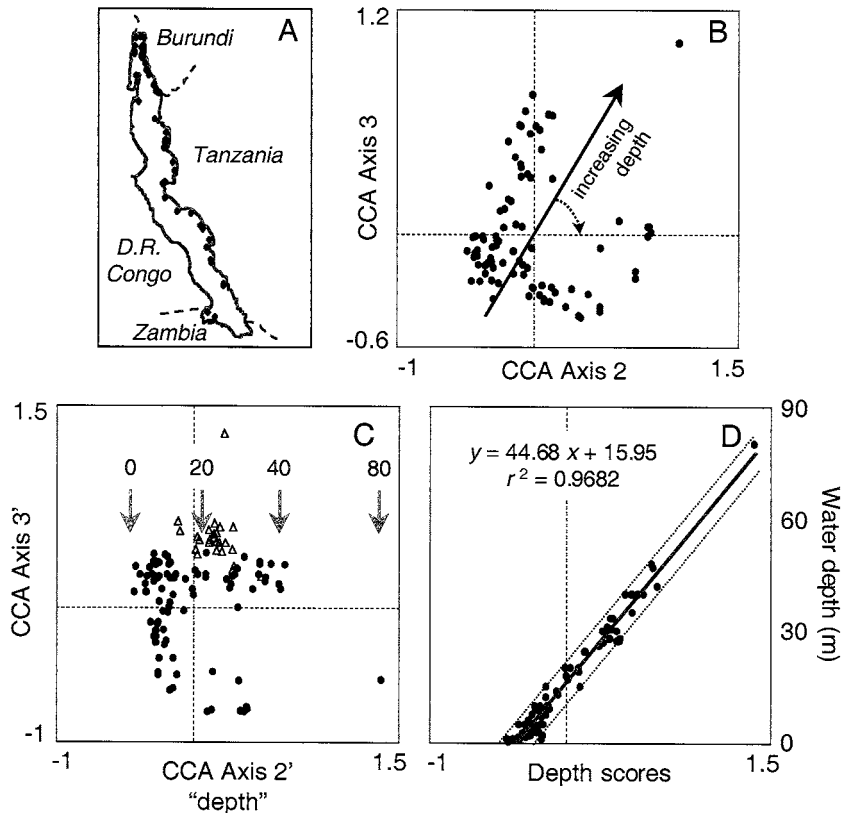 A
Burundi
Tanzania
D.R.
Congo
Zambia
1.2
B
CCA Axis 3
increasing
depth
-0.6
-1
CCA Axis 2
1.5
1.5
C
0
20
40
80
CCA Axis 3'
-1
-1
CCA Axis 2'
1.5
"depth"
90
D
y = 44.68 x + 15.95
r² = 0.9682
60
Water depth (m)
30
0
-1
Depth scores
1.5